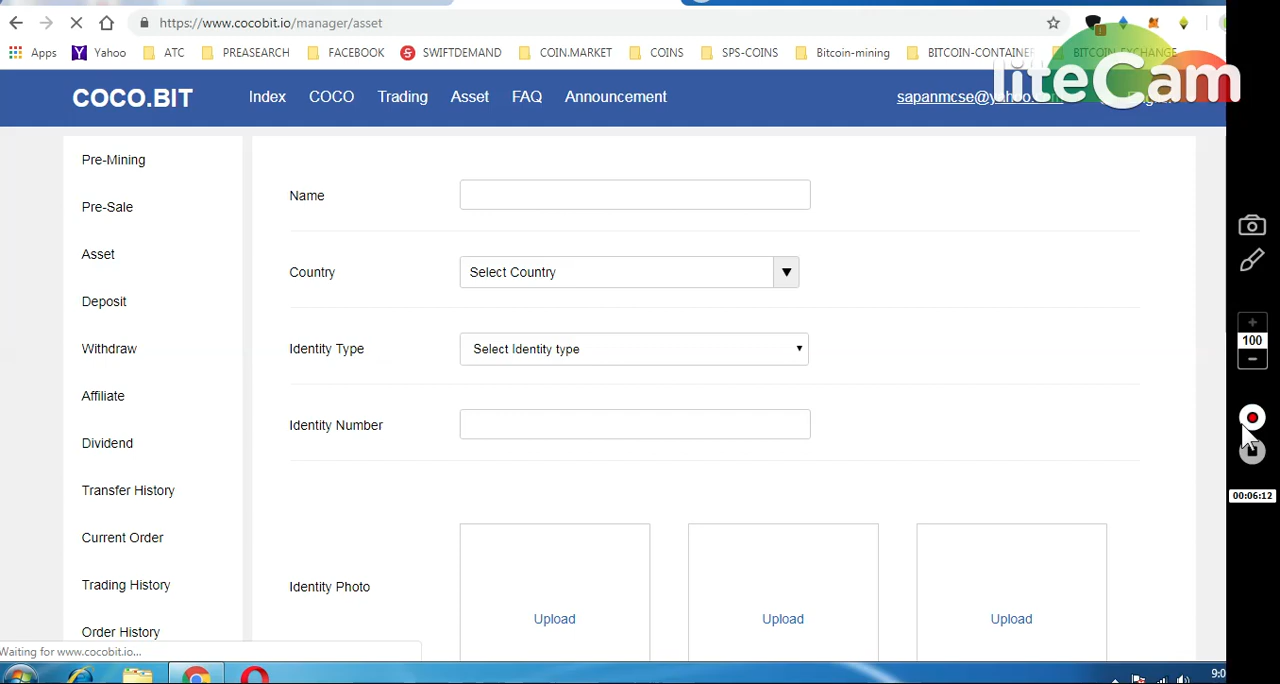 https://www.cocobit.io/manager/asset
Apps Yahoo ATC PREASEARCH FACEBOOK SWIFTDEMAND COIN.MARKET COINS SPS-COINS Bitcoin-mining BITCOIN-CONTAINER BITCOIN-EXCHANGE
liteCam
COCO.BIT Index COCO Trading Asset FAQ Announcement sapanmcse@yahoo.com
Pre-Mining
Pre-Sale
Asset
Deposit
Withdraw
Affiliate
Dividend
Transfer History
Current Order
Trading History
Order History
Name
Country Select Country
Identity Type Select Identity type
Identity Number
Identity Photo Upload Upload Upload
100
00:06:12
Waiting for www.cocobit.io...